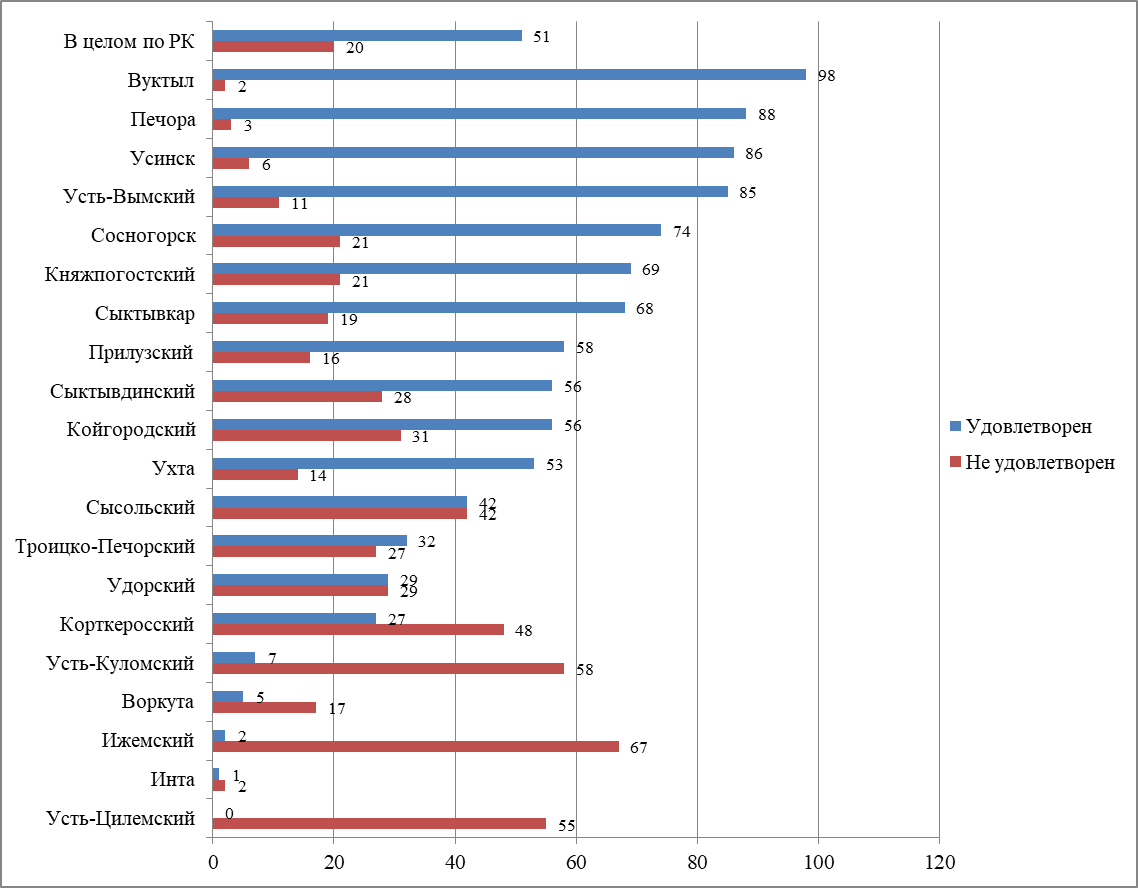 В целом по РК
51
20
Вуктыл
98
2
Печора
88
3
Усинск
86
6
Усть-Вымский
85
11
Сосногорск
74
21
Княжпогостский
69
21
Сыктывкар
68
19
Прилузский
58
16
Сыктывдинский
56
28
Койгородский
56
31
Ухта
53
14
Сысольский
42
42
Троицко-Печорский
32
27
Удорский
29
29
Корткеросский
27
48
Усть-Куломский
7
58
Воркута
5
17
Ижемский
2
67
Инта
1
2
Усть-Цилемский
0
55
0 20 40 60 80 100 120
Удовлетворен
Не удовлетворен